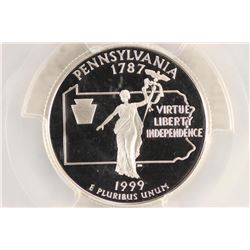 PENNSYLVANIA
1787
VIRTUE
LIBERTY
INDEPENDENCE
1999
E PLURIBUS UNUM